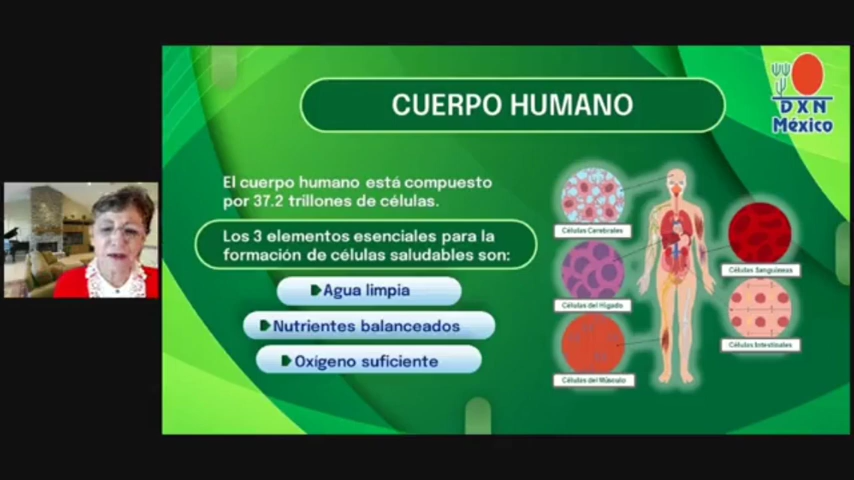 CUERPO HUMANO
DXN
México
El cuerpo humano está compuesto
por 37.2 trillones de células.
Los 3 elementos esenciales para la
formación de células saludables son:
Agua limpia
Nutrientes balanceados
Oxígeno suficiente
Células Cerebrales
Células Sanguíneas
Células del Hígado
Células Intestinales
Células del Músculo